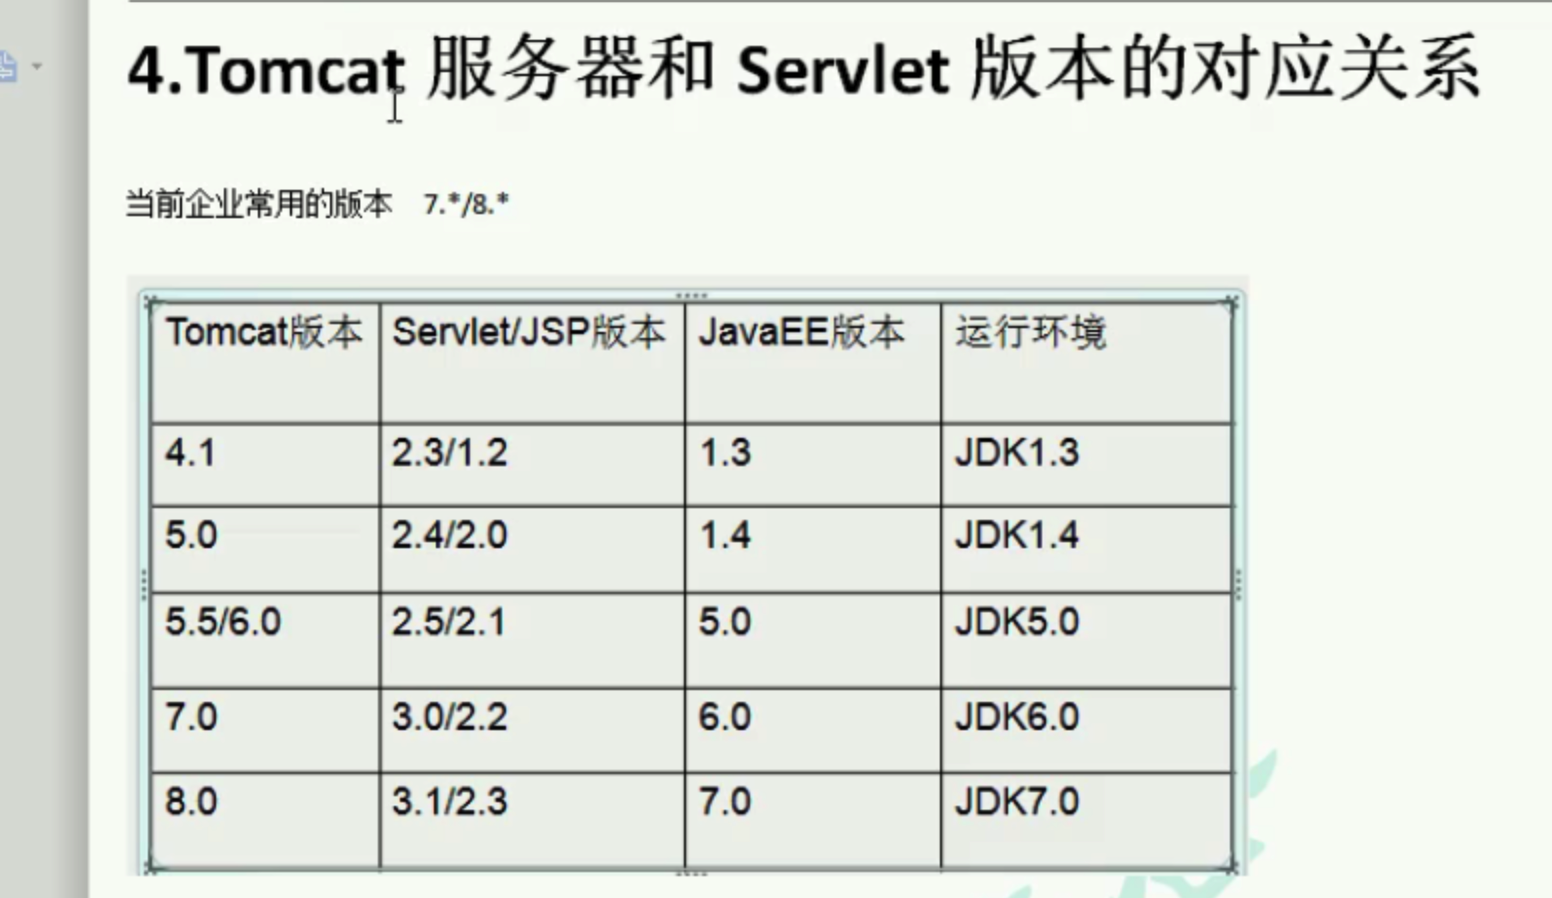 4.Tomcat 服务器和 Servlet 版本的对应关系
当前企业常用的版本 7.*/8.*
Tomcat版本 Servlet/JSP版本 JavaEE版本 运行环境
4.1 2.3/1.2 1.3 JDK1.3
5.0 2.4/2.0 1.4 JDK1.4
5.5/6.0 2.5/2.1 5.0 JDK5.0
7.0 3.0/2.2 6.0 JDK6.0
8.0 3.1/2.3 7.0 JDK7.0